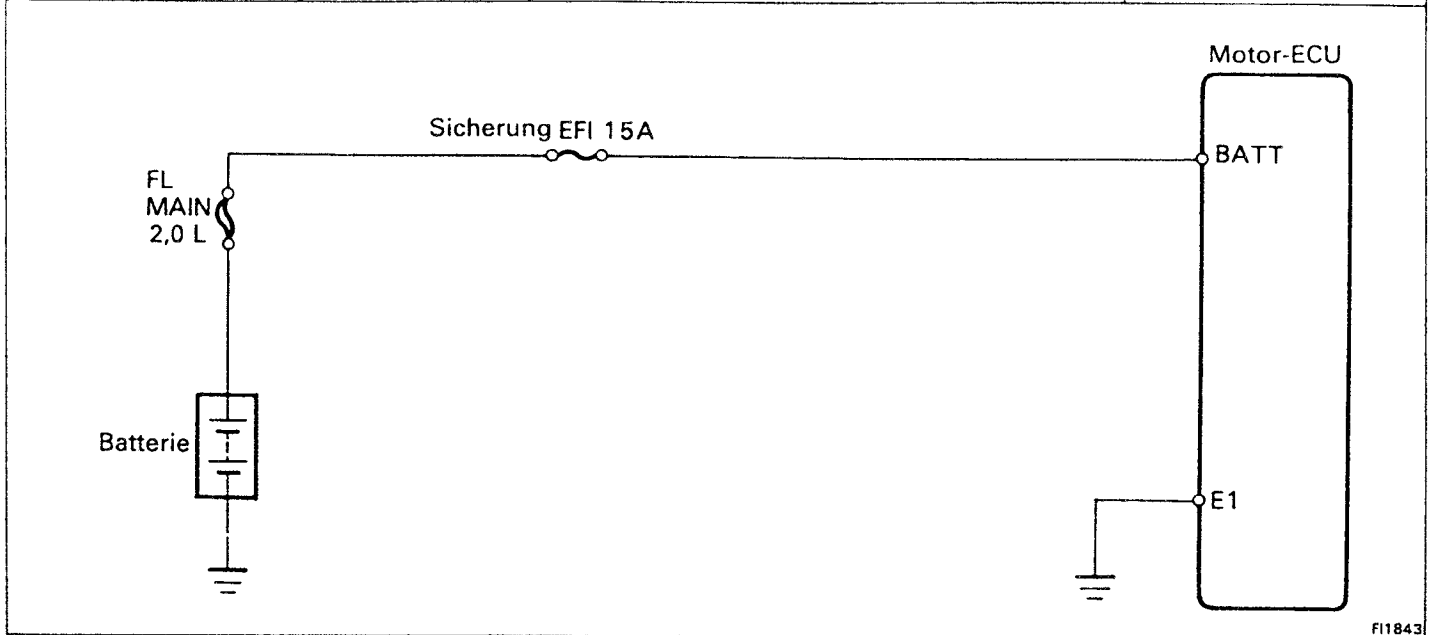 Motor-ECU
Sicherung EFI 15A
BATT
FL
MAIN
2,0 L
Batterie
E1
FI1843